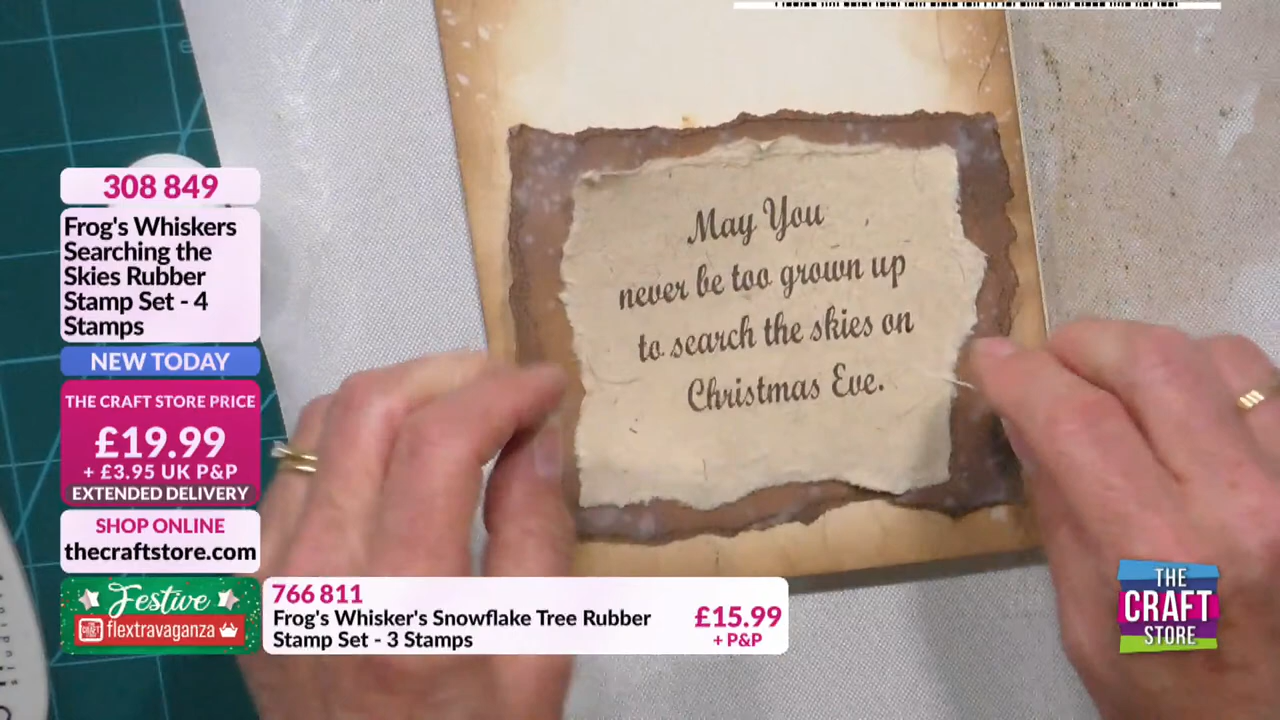 308 849
Frog's Whiskers
Searching the
Skies Rubber
Stamp Set - 4
Stamps
NEW TODAY
THE CRAFT STORE PRICE
£19.99
+ £3.95 UK P&P
EXTENDED DELIVERY
SHOP ONLINE
thecraftstore.com
Festive
flextravaganza
766 811
Frog's Whisker's Snowflake Tree Rubber
Stamp Set - 3 Stamps
£15.99
+ P&P
May You
never be too grown up
to search the skies on
Christmas Eve.
THE
CRAFT
STORE